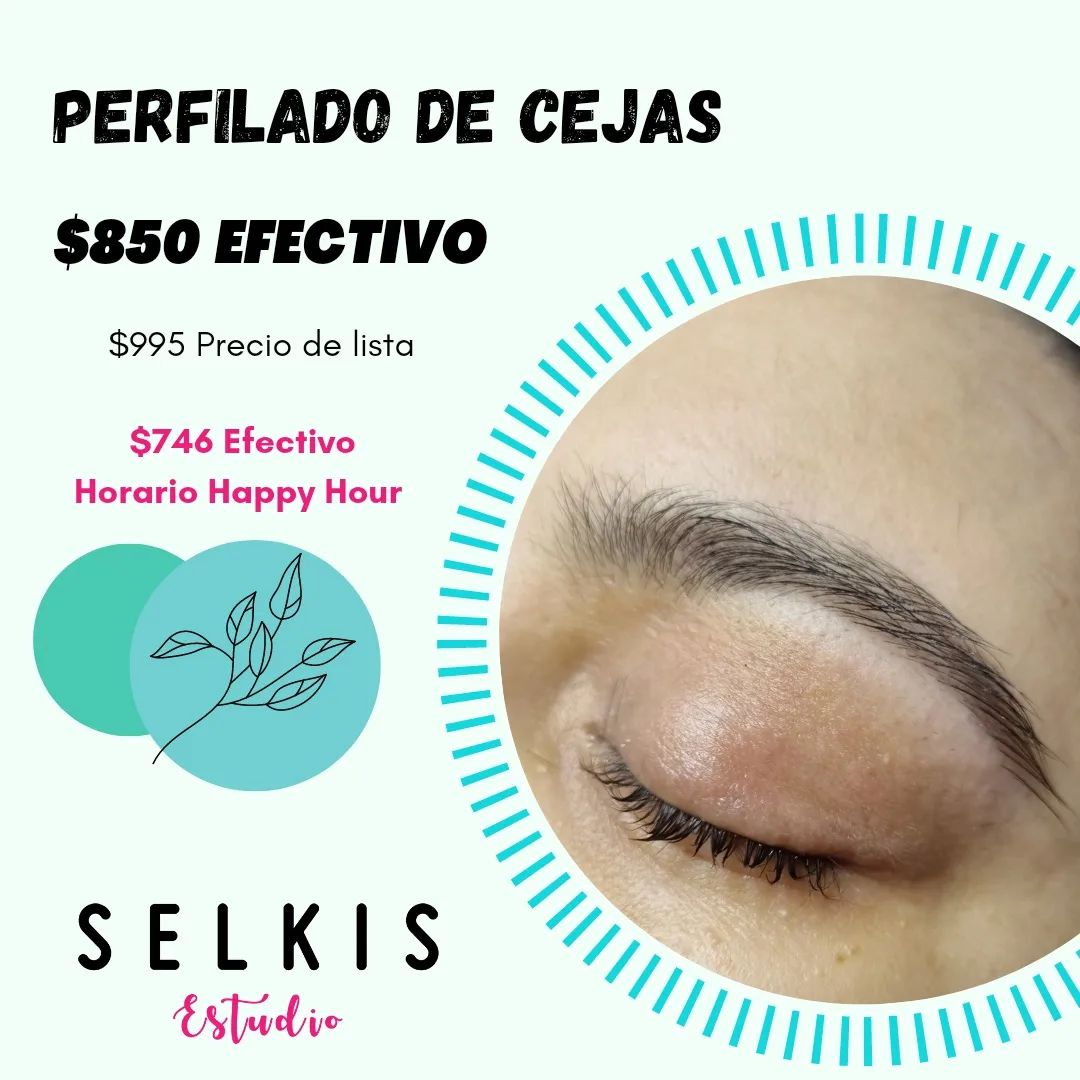 PERFILADO DE CEJAS
$850 EFECTIVO
$995 Precio de lista
$746 Efectivo
Horario Happy Hour
SELKIS
Estudio